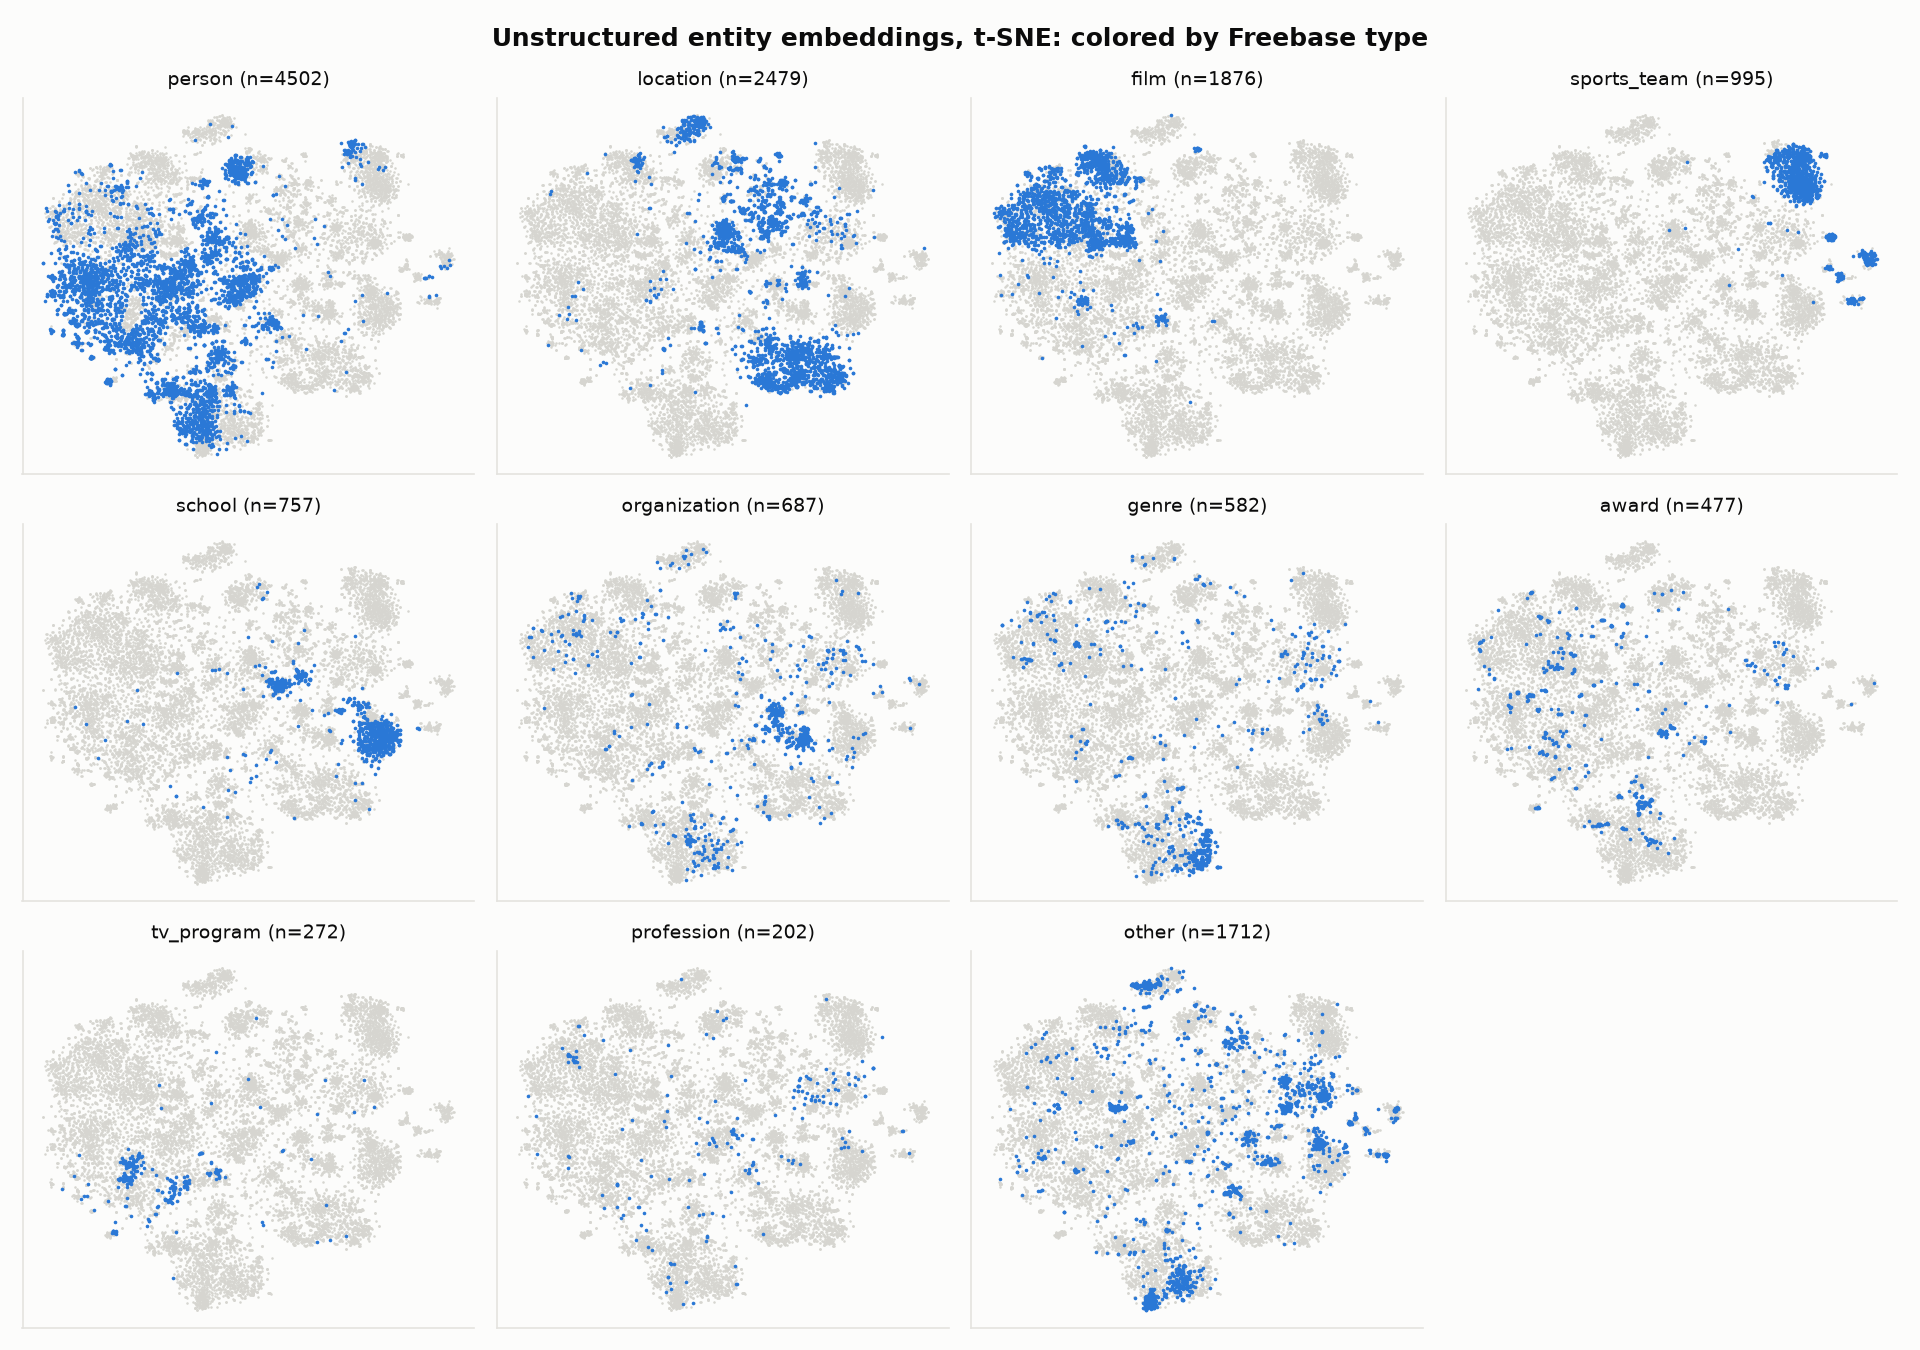 Unstructured entity embeddings, t-SNE: colored by Freebase type
person (n=4502)
location (n=2479)
film (n=1876)
sports_team (n=995)
school (n=757)
organization (n=687)
genre (n=582)
award (n=477)
tv_program (n=272)
profession (n=202)
other (n=1712)